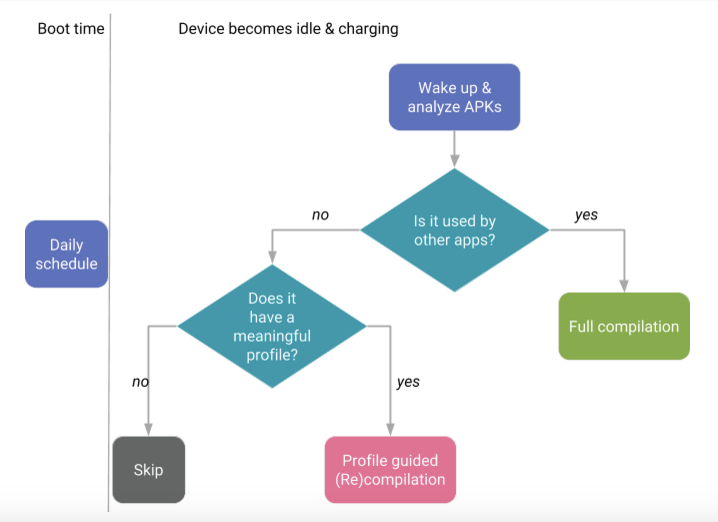 Boot time
Device becomes idle & charging
Wake up &
analyze APKs
Is it used by
other apps?
no
yes
Daily
schedule
Does it
have a
meaningful
profile?
Full compilation
no
yes
Skip
Profile guided
(Re)compilation